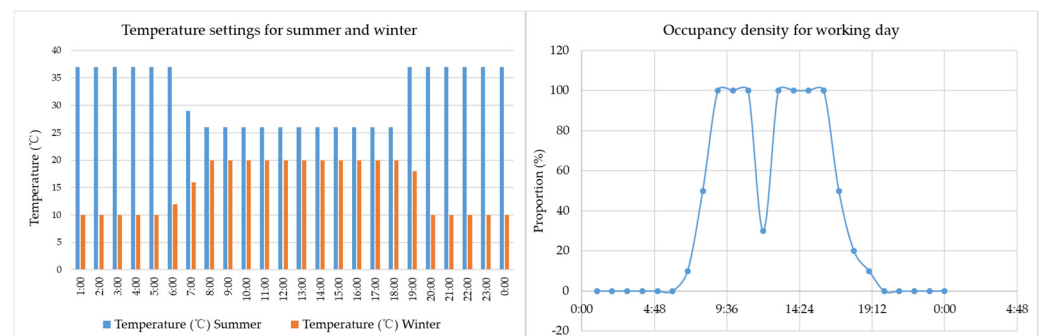 Temperature settings for summer and winter
40
35
30
25
20
15
10
5
0
Temperature (℃)
1:00 2:00 3:00 4:00 5:00 6:00 7:00 8:00 9:00 10:00 11:00 12:00 13:00 14:00 15:00 16:00 17:00 18:00 19:00 20:00 21:00 22:00 23:00 0:00
Temperature (℃) Summer Temperature (℃) Winter
Occupancy density for working day
120
100
80
60
40
20
0
-20
Proportion (%)
0:00 4:48 9:36 14:24 19:12 0:00 4:48